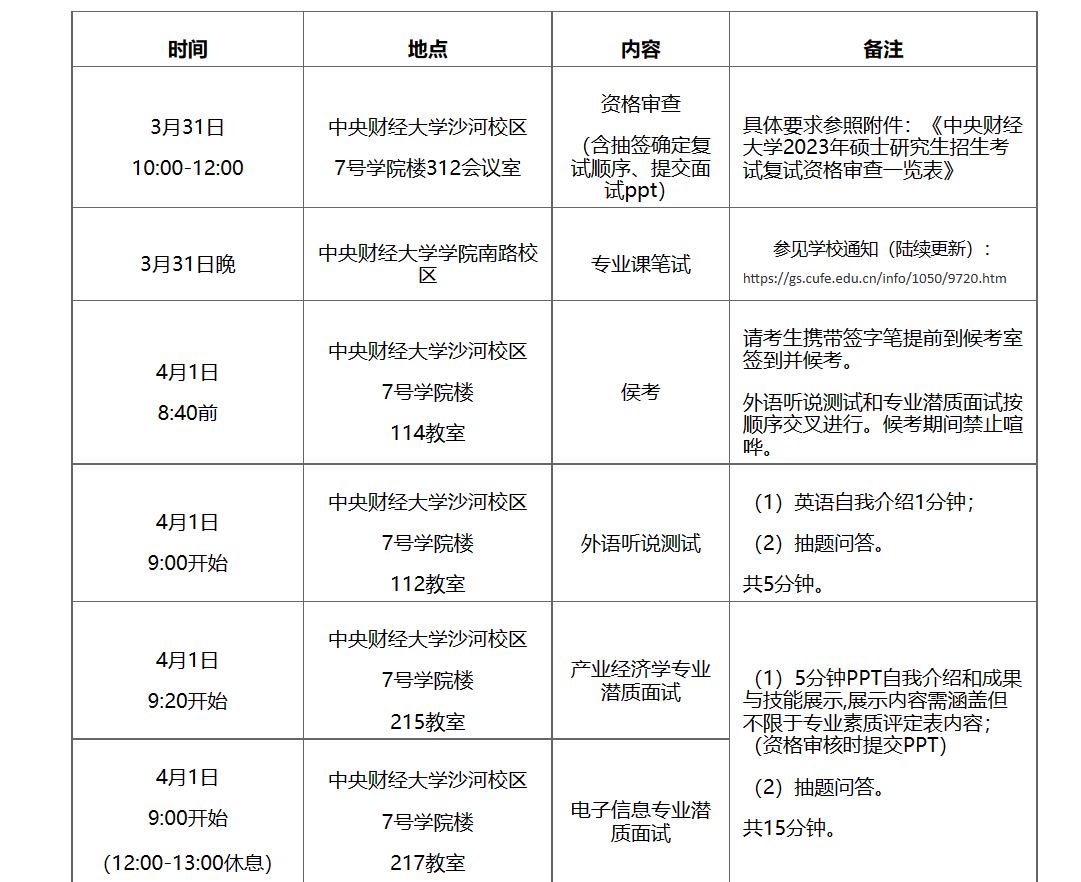 时间
地点
内容
备注
3月31日
10:00-12:00
中央财经大学沙河校区
7号学院楼312会议室
资格审查
（含抽签确定复
试顺序、提交面
试ppt）
具体要求参照附件：《中央财经
大学2023年硕士研究生招生考
试复试资格审查一览表》
3月31日晚
中央财经大学学院南路校
区
专业课笔试
参见学校通知（陆续更新）：
https://gs.cufe.edu.cn/info/1050/9720.htm
4月1日
8:40前
中央财经大学沙河校区
7号学院楼
114教室
侯考
请考生携带签字笔提前到候考室
签到并候考。
外语听说测试和专业潜质面试按
顺序交叉进行。候考期间禁止喧
哗。
4月1日
9:00开始
中央财经大学沙河校区
7号学院楼
112教室
外语听说测试
（1）英语自我介绍1分钟；
（2）抽题问答。
共5分钟。
4月1日
9:20开始
中央财经大学沙河校区
7号学院楼
215教室
产业经济学专业
潜质面试
（1）5分钟PPT自我介绍和成果
与技能展示,展示内容需涵盖但
不限于专业素质评定表内容；
（资格审核时提交PPT）
（2）抽题问答。
共15分钟。
4月1日
9:00开始
(12:00-13:00休息)
中央财经大学沙河校区
7号学院楼
217教室
电子信息专业潜
质面试